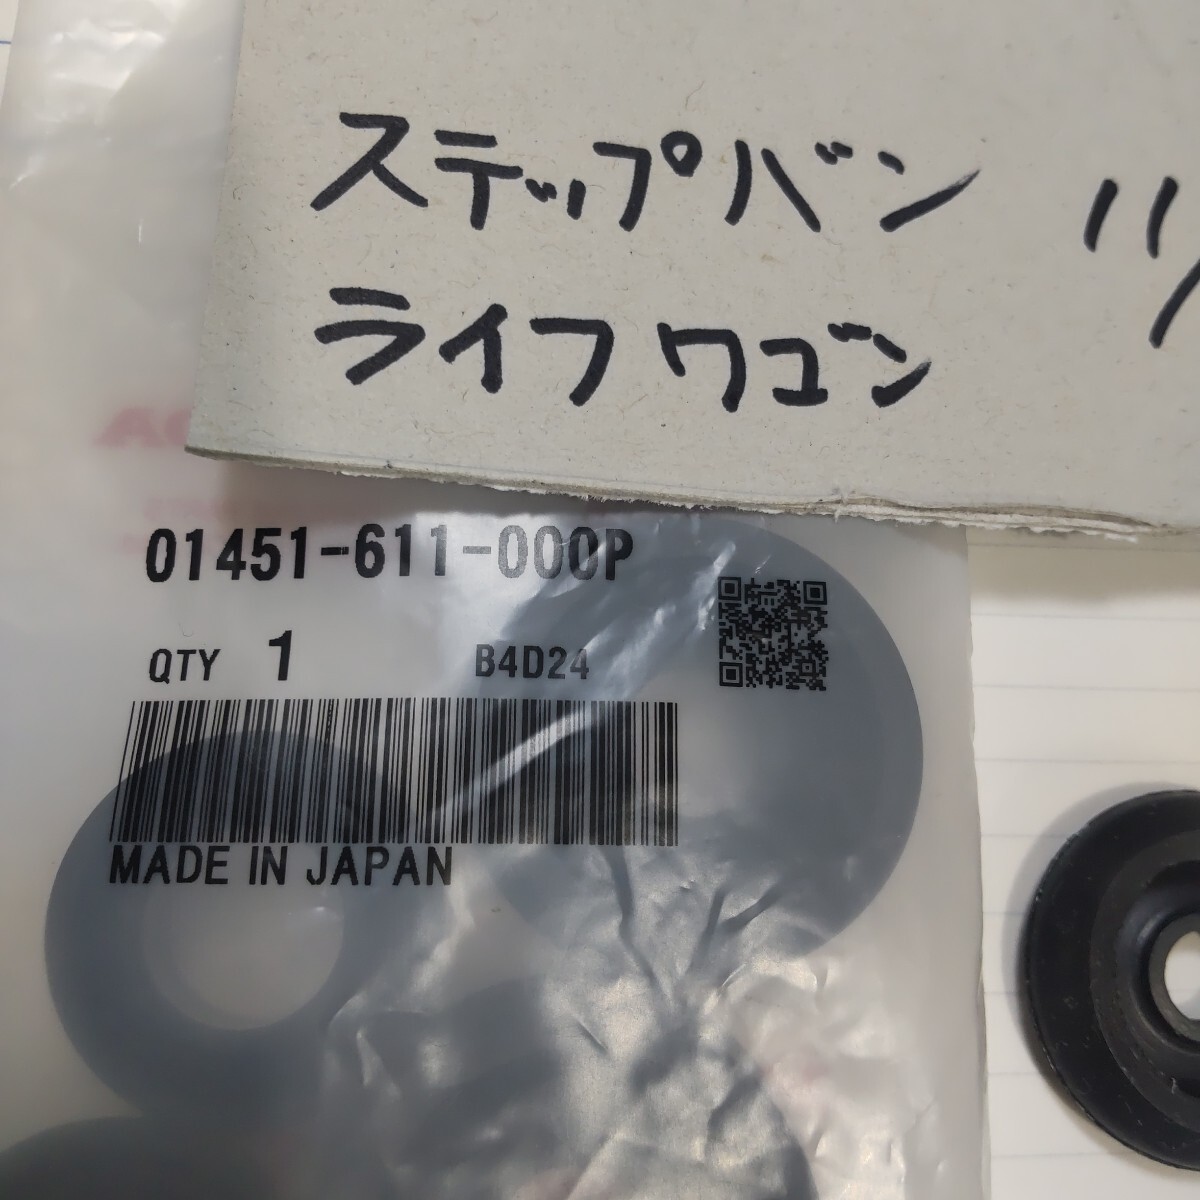 ステップバン
ライフワゴン
01451-611-000P
QTY 1 B4D24
MADE IN JAPAN